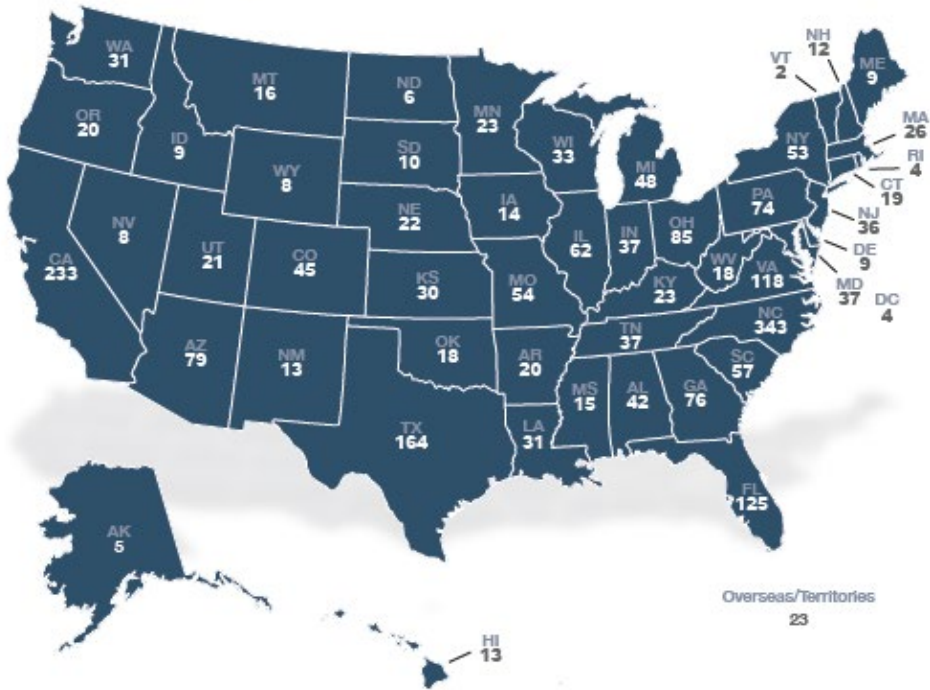 WA
31
MT
16
ND
6
MN
23
VT
2
NH
12
ME
9
OR
20
ID
9
SD
10
WI
33
MI
48
NY
53
MA
26
RI
4
CT
19
WY
8
IA
14
PA
74
NJ
36
NE
22
NV
8
UT
21
CO
45
IL
62
IN
37
OH
85
WV
18
VA
118
DE
9
MD
37
DC
4
CA
233
KS
30
MO
54
KY
23
NC
343
TN
37
AZ
79
NM
13
OK
18
AR
20
SC
57
MS
15
AL
42
GA
76
TX
164
LA
31
FL
125
AK
5
Overseas/Territories
23
HI
13